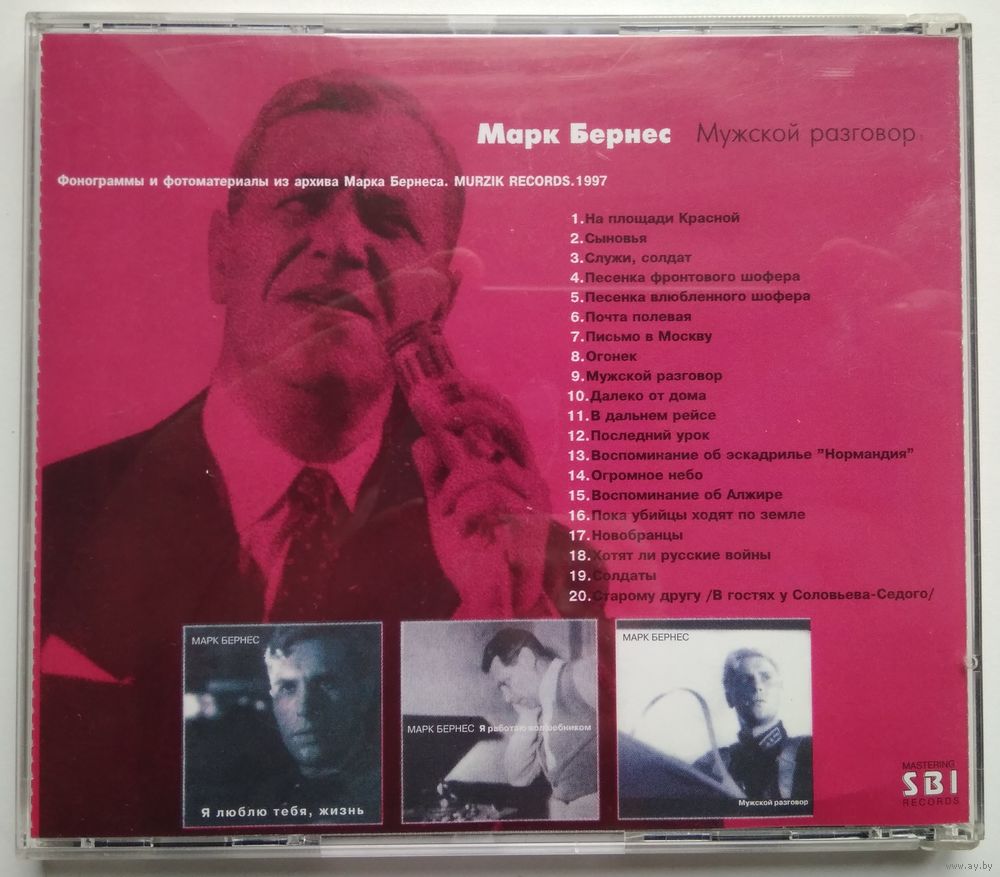 Марк Бернес Мужской разговор
Фонограммы и фотоматериалы из архива Марка Бернеса. MURZIK RECORDS.1997
1.На площади Красной
2.Сыновья
3.Служи, солдат
4.Песенка фронтового шофера
5.Песенка влюбленного шофера
6.Почта полевая
7.Письмо в Москву
8.Огонек
9.Мужской разговор
10.Далеко от дома
11.В дальнем рейсе
12.Последний урок
13.Воспоминание об эскадрилье "Нормандия"
14.Огромное небо
15.Воспоминание об Алжире
16.Пока убийцы ходят по земле
17.Новобранцы
18.Хотят ли русские войны
19.Солдаты
20.Старому другу /В гостях у Соловьева-Седого/
МАРК БЕРНЕС
Я люблю тебя, жизнь
МАРК БЕРНЕС Я работаю волшебником
МАРК БЕРНЕС
Мужской разговор
MASTERING
SBI
RECORDS
www.ay.by